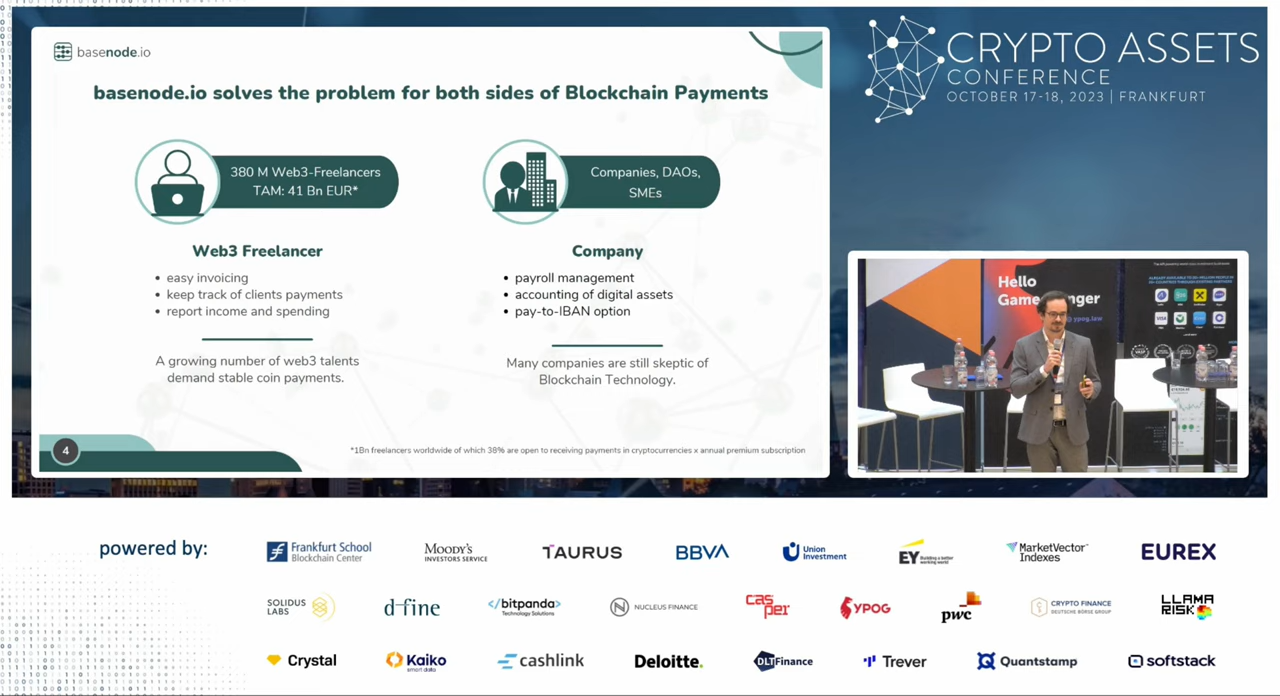 basenode.io
basenode.io solves the problem for both sides of Blockchain Payments
380 M Web3-Freelancers
TAM: 41 Bn EUR*
Web3 Freelancer
• easy invoicing
• keep track of clients payments
• report income and spending
A growing number of web3 talents
demand stable coin payments.
Companies, DAOs,
SMEs
Company
• payroll management
• accounting of digital assets
• pay-to-IBAN option
Many companies are still skeptic of
Blockchain Technology.
4
*1Bn freelancers worldwide of which 38% are open to receiving payments in cryptocurrencies x annual premium subscription
CRYPTO ASSETS
CONFERENCE
OCTOBER 17-18, 2023 | FRANKFURT
Hello
ypog.law
powered by:
Frankfurt School
Blockchain Center
MOODY'S
INVESTORS SERVICE
TAURUS
BBVA
Union
Investment
EY
Building a better
working world
MarketVector™
Indexes
EUREX
SOLIDUS
LABS
d-fine
</bitpanda>
Technology Solutions
NUCLEUS FINANCE
casper
YPOG
pwc
CRYPTO FINANCE
DEUTSCHE BÖRSE GROUP
LLAMA
RISK
Crystal
Kaiko
smart data
cashlink
Deloitte.
DLTFinance
Trever
Quantstamp
softstack